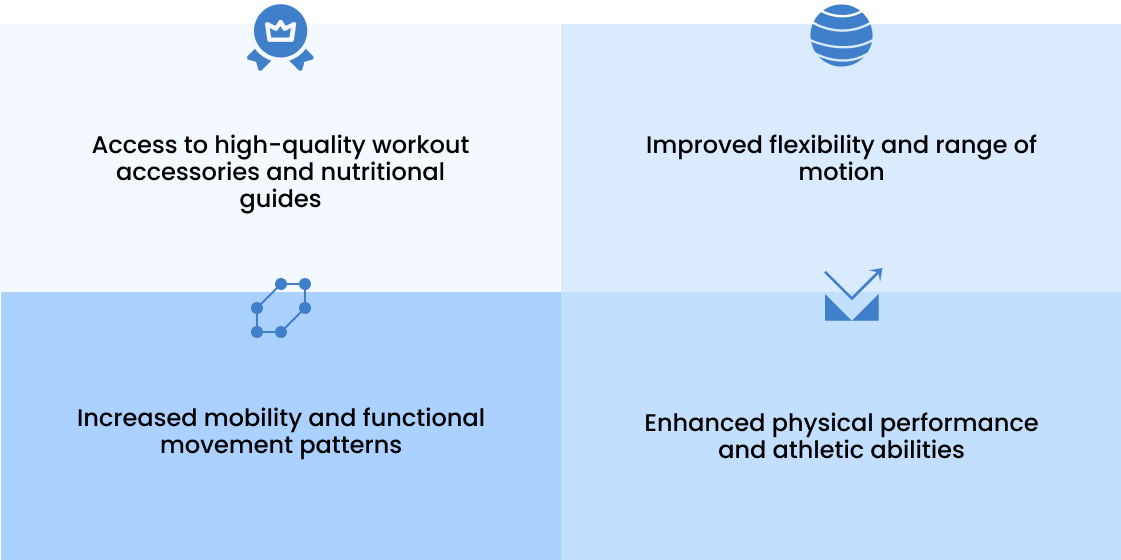 Access to high-quality workout
accessories and nutritional
guides
Improved flexibility and range of
motion
Increased mobility and functional
movement patterns
Enhanced physical performance
and athletic abilities